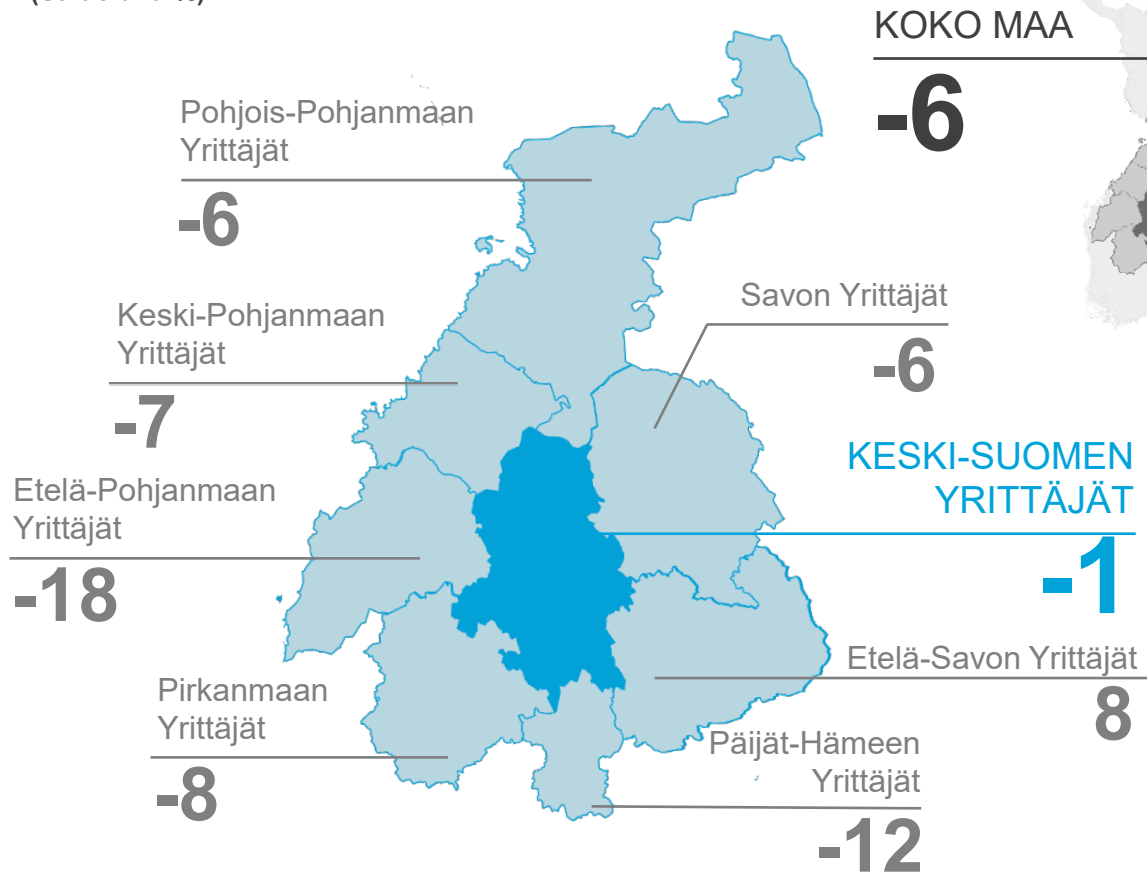 KOKO MAA
-6
Pohjois-Pohjanmaan
Yrittäjät
-6
Savon Yrittäjät
-6
Keski-Pohjanmaan
Yrittäjät
-7
KESKI-SUOMEN
YRITTÄJÄT
-1
Etelä-Pohjanmaan
Yrittäjät
-18
Etelä-Savon Yrittäjät
8
Pirkanmaan
Yrittäjät
-8
Päijät-Hämeen
Yrittäjät
-12